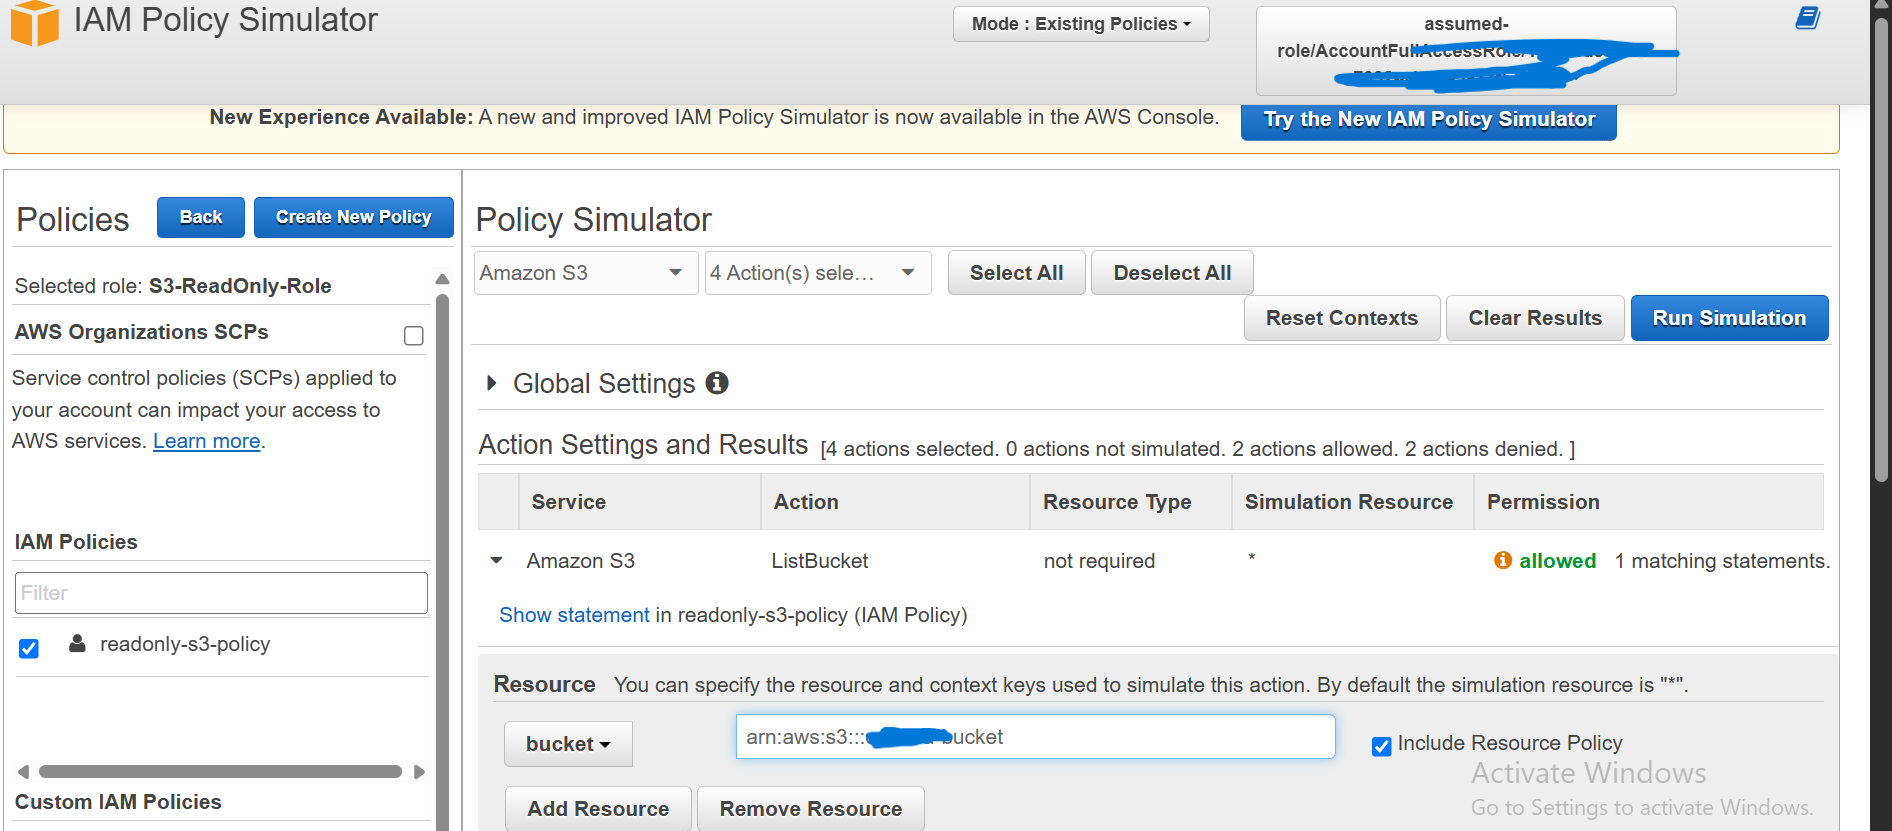 IAM Policy Simulator
Mode : Existing Policies
assumed-
role/AccountFullAccessRole/
New Experience Available: A new and improved IAM Policy Simulator is now available in the AWS Console.
Try the New IAM Policy Simulator
Policies
Back
Create New Policy
Selected role: S3-ReadOnly-Role
AWS Organizations SCPs
Service control policies (SCPs) applied to
your account can impact your access to
AWS services. Learn more.
IAM Policies
Filter
readonly-s3-policy
Custom IAM Policies
Policy Simulator
Amazon S3
4 Action(s) sele...
Select All
Deselect All
Reset Contexts
Clear Results
Run Simulation
Global Settings
Action Settings and Results [4 actions selected. 0 actions not simulated. 2 actions allowed. 2 actions denied. ]
Service Action Resource Type Simulation Resource Permission
Amazon S3 ListBucket not required * allowed 1 matching statements.
Show statement in readonly-s3-policy (IAM Policy)
Resource You can specify the resource and context keys used to simulate this action. By default the simulation resource is "*".
bucket
arn:aws:s3::: bucket
Include Resource Policy
Add Resource
Remove Resource
Activate Windows
Go to Settings to activate Windows.